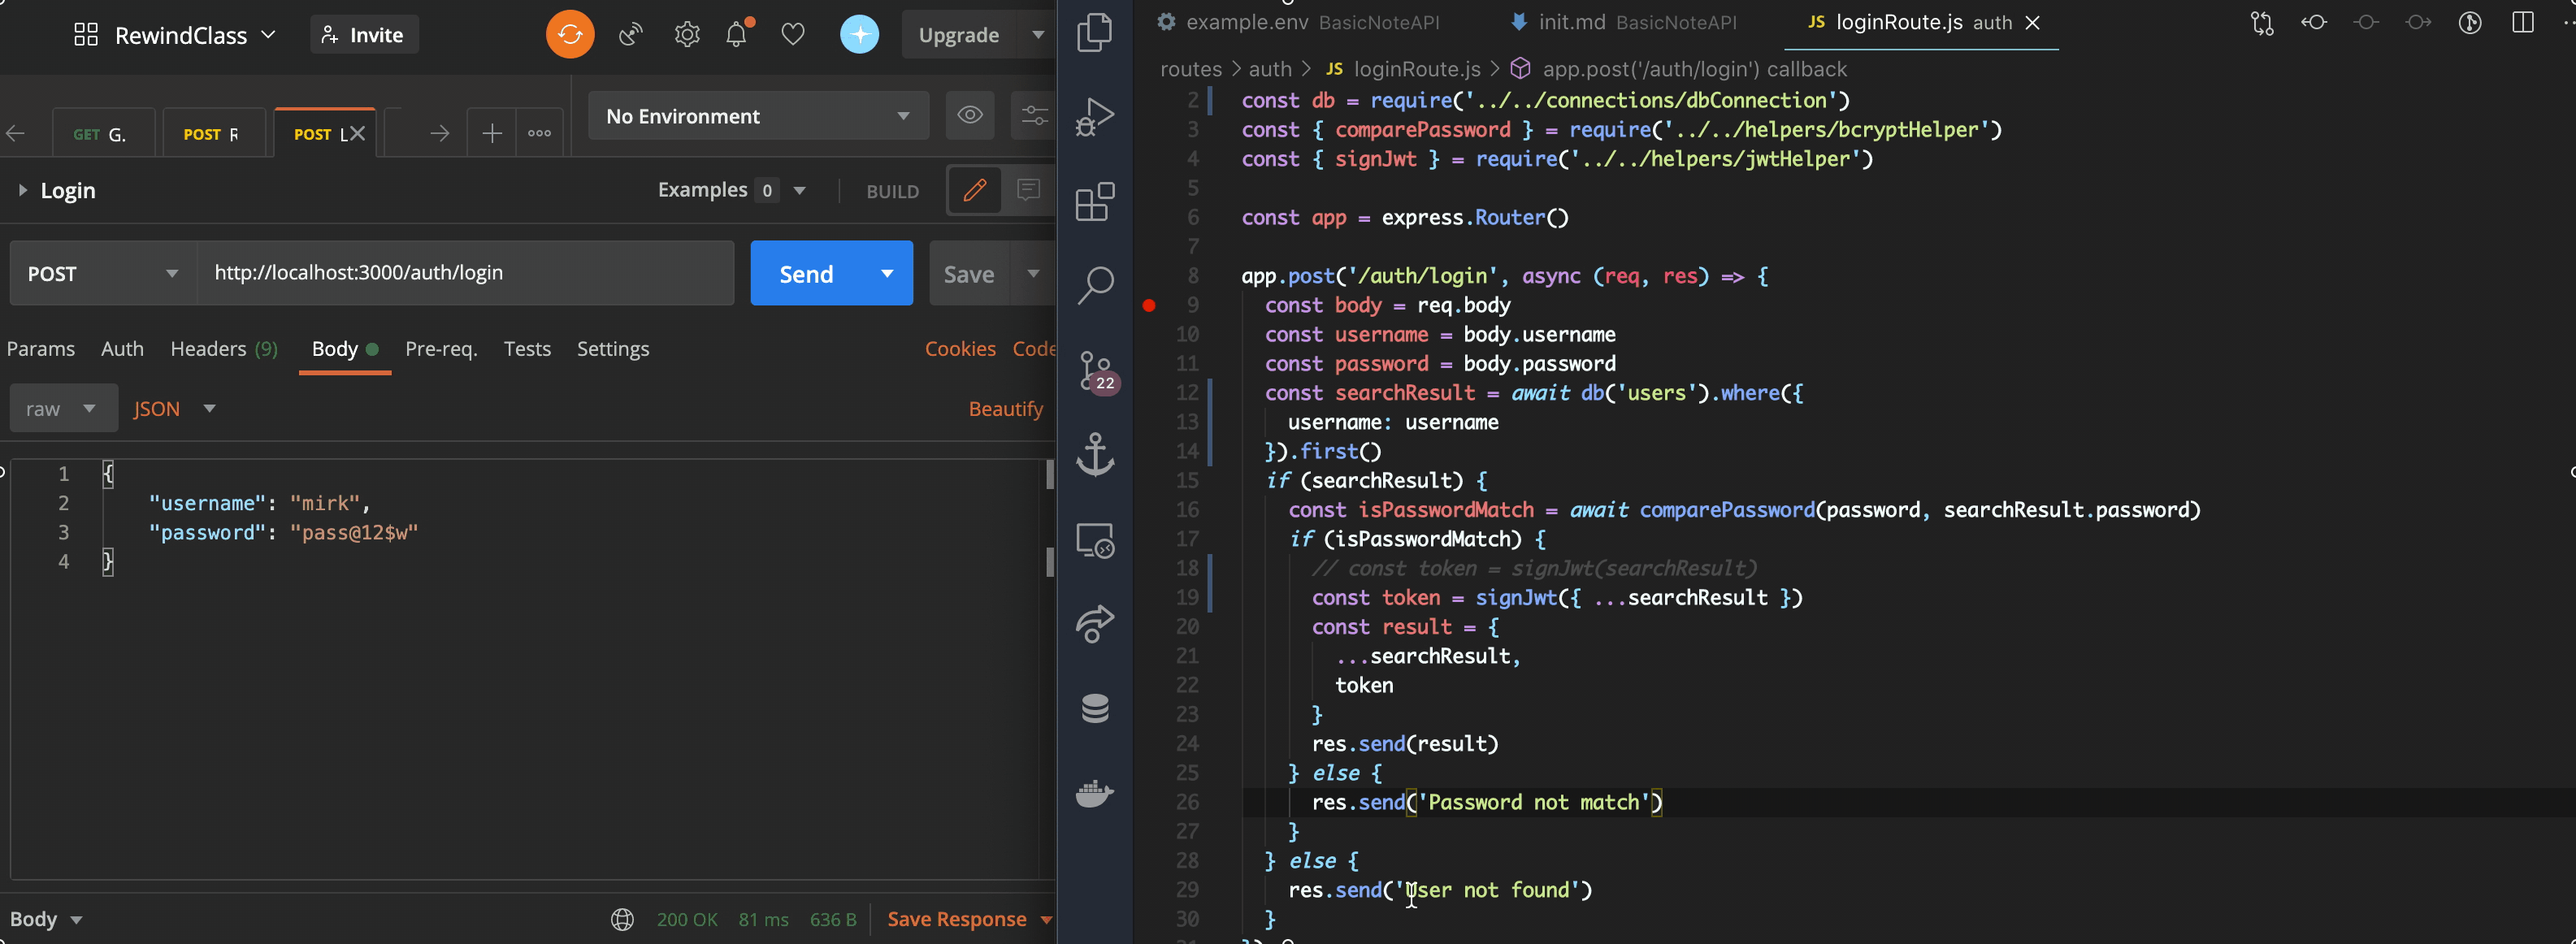 RewindClass
Invite
Upgrade
GET G.
POST R
POST L
No Environment
Login
Examples 0
BUILD
POST
http://localhost:3000/auth/login
Send
Save
Params
Auth
Headers (9)
Body
Pre-req.
Tests
Settings
Cookies
Code
raw
JSON
Beautify
1 {
2 "username": "mirk",
3 "password": "pass@12$w"
4 }
Body
200 OK
81 ms
636 B
Save Response
22
example.env BasicNoteAPI
init.md BasicNoteAPI
JS loginRoute.js auth
routes > auth > JS loginRoute.js > app.post('/auth/login') callback
2 const db = require('../../connections/dbConnection')
3 const { comparePassword } = require('../../helpers/bcryptHelper')
4 const { signJwt } = require('../../helpers/jwtHelper')
5
6 const app = express.Router()
7
8 app.post('/auth/login', async (req, res) => {
9 const body = req.body
10 const username = body.username
11 const password = body.password
12 const searchResult = await db('users').where({
13 username: username
14 }).first()
15 if (searchResult) {
16 const isPasswordMatch = await comparePassword(password, searchResult.password)
17 if (isPasswordMatch) {
18 // const token = signJwt(searchResult)
19 const token = signJwt({ ...searchResult })
20 const result = {
21 ...searchResult,
22 token
23 }
24 res.send(result)
25 } else {
26 res.send('Password not match')
27 }
28 } else {
29 res.send('User not found')
30 }